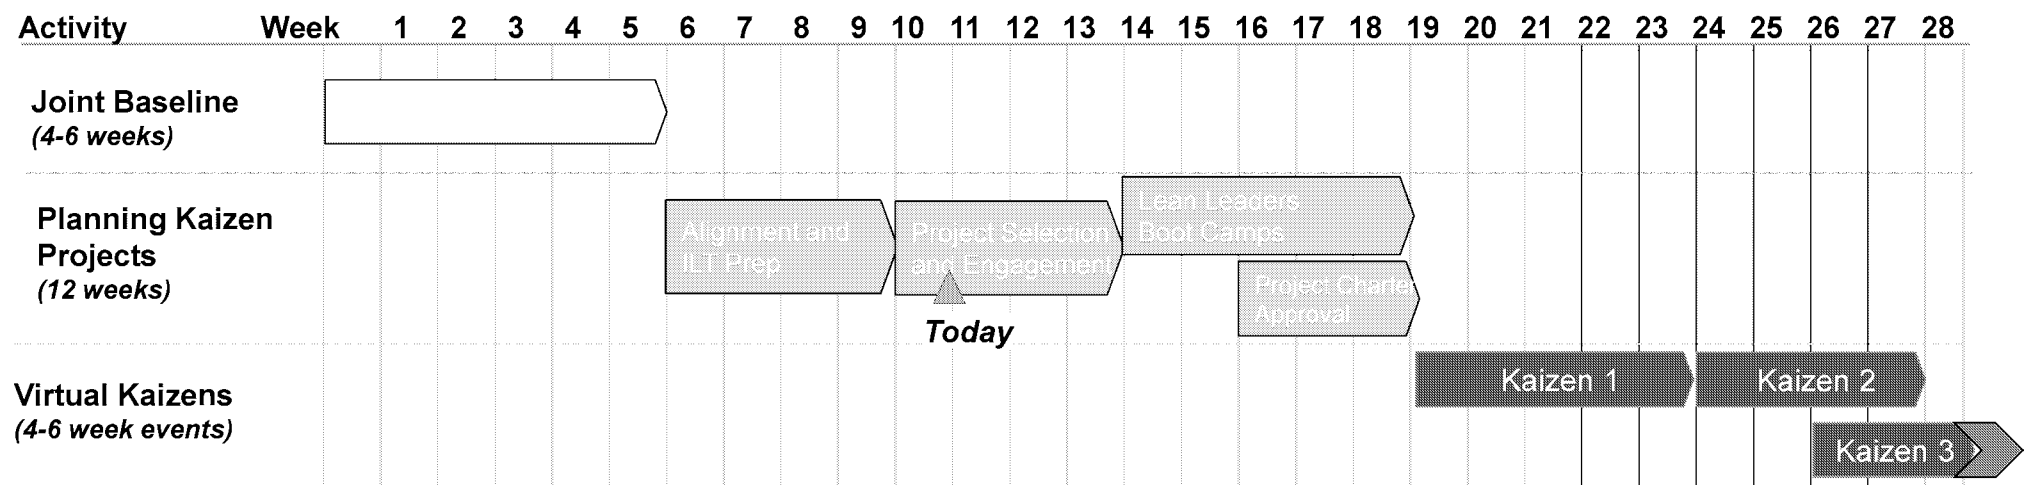 Activity Week 1 2 3 4 5 6 7 8 9 10 11 12 13 14 15 16 17 18 19 20 21 22 23 24 25 26 27 28
Joint Baseline
(4-6 weeks)
Planning Kaizen
Projects
(12 weeks)
Alignment and
ILT Prep
Project Selection
and Engagement
Lean Leaders
Boot Camps
Project Charter
Approval
Today
Virtual Kaizens
(4-6 week events)
Kaizen 1
Kaizen 2
Kaizen 3